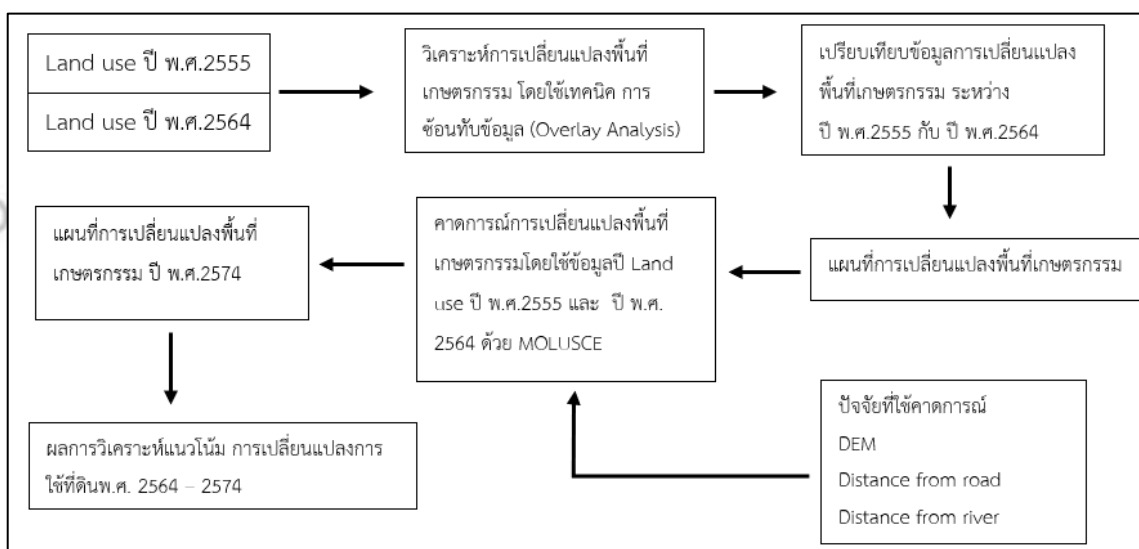 Land use ปี พ.ศ.2555
Land use ปี พ.ศ.2564
วิเคราะห์การเปลี่ยนแปลงพื้นที่
เกษตรกรรม โดยใช้เทคนิค การ
ซ้อนทับข้อมูล (Overlay Analysis)
เปรียบเทียบข้อมูลการเปลี่ยนแปลง
พื้นที่เกษตรกรรม ระหว่าง
ปี พ.ศ.2555 กับ ปี พ.ศ.2564
แผนที่การเปลี่ยนแปลงพื้นที่เกษตรกรรม
คาดการณ์การเปลี่ยนแปลงพื้นที่
เกษตรกรรมโดยใช้ข้อมูลปี Land
use ปี พ.ศ.2555 และ ปี พ.ศ.
2564 ด้วย MOLUSCE
แผนที่การเปลี่ยนแปลงพื้นที่
เกษตรกรรม ปี พ.ศ.2574
ปัจจัยที่ใช้คาดการณ์
DEM
Distance from road
Distance from river
ผลการวิเคราะห์แนวโน้ม การเปลี่ยนแปลงการ
ใช้ที่ดินพ.ศ. 2564 – 2574